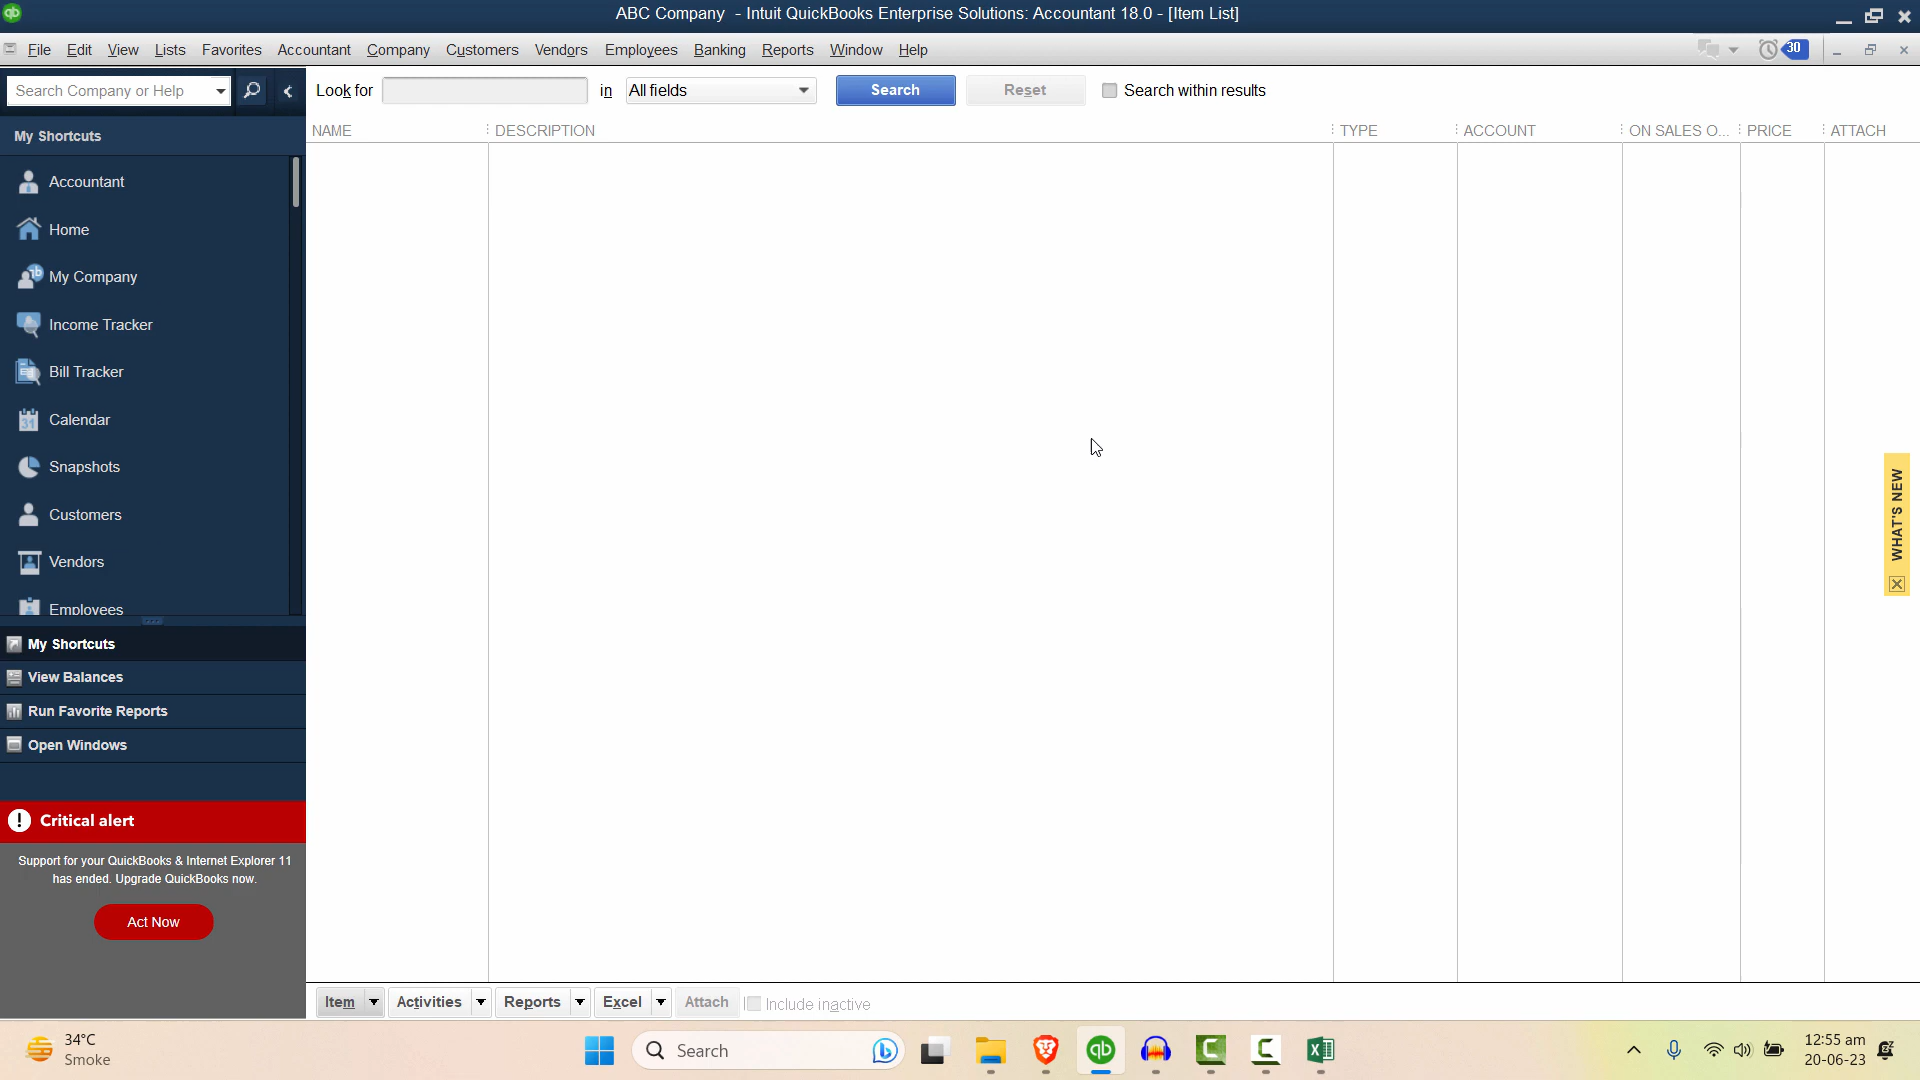 ABC Company - Intuit QuickBooks Enterprise Solutions: Accountant 18.0 - [Item List]
File Edit View Lists Favorites Accountant Company Customers Vendors Employees Banking Reports Window Help 30
Search Company or Help
Look for in All fields Search Reset Search within results
NAME DESCRIPTION TYPE ACCOUNT ON SALES O... PRICE ATTACH
My Shortcuts
Accountant
Home
My Company
Income Tracker
Bill Tracker
31 Calendar
Snapshots
Customers
Vendors
Employees
My Shortcuts
View Balances
Run Favorite Reports
Open Windows
Critical alert
Support for your QuickBooks & Internet Explorer 11
has ended. Upgrade QuickBooks now.
Act Now
WHAT'S NEW
Item Activities Reports Excel Attach Include inactive
34°C
Smoke
Search
12:55 am
20-06-23